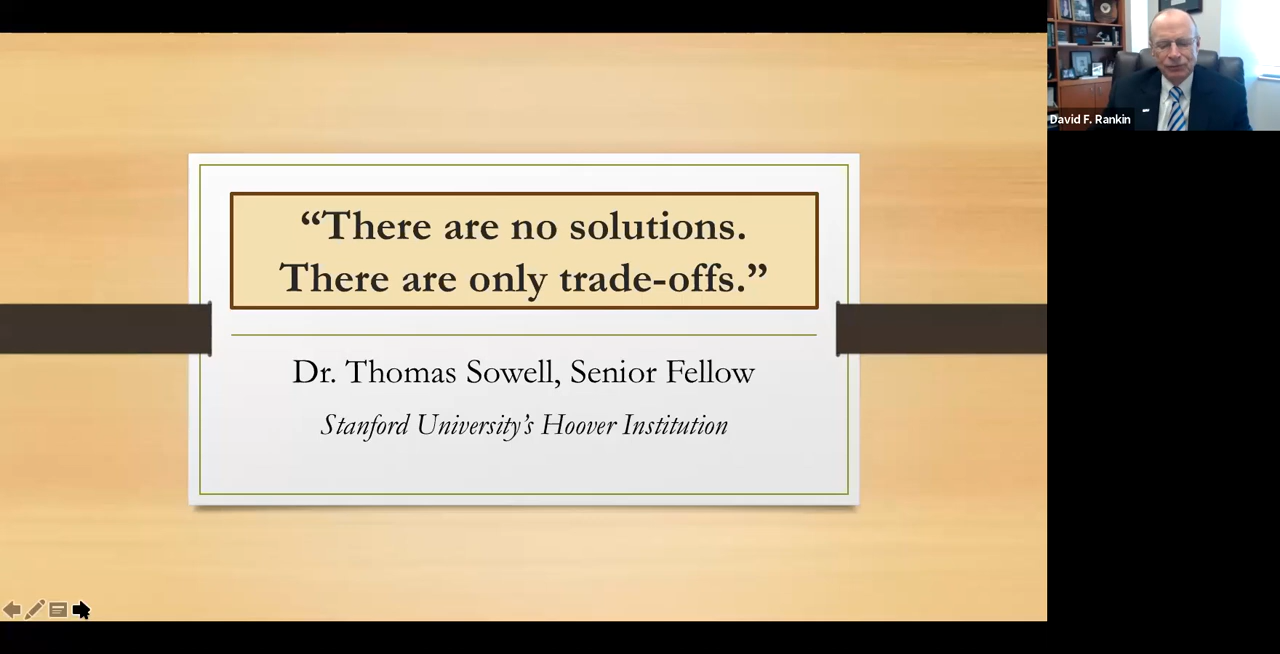 “There are no solutions.
There are only trade-offs.”
Dr. Thomas Sowell, Senior Fellow
Stanford University’s Hoover Institution
David F. Rankin